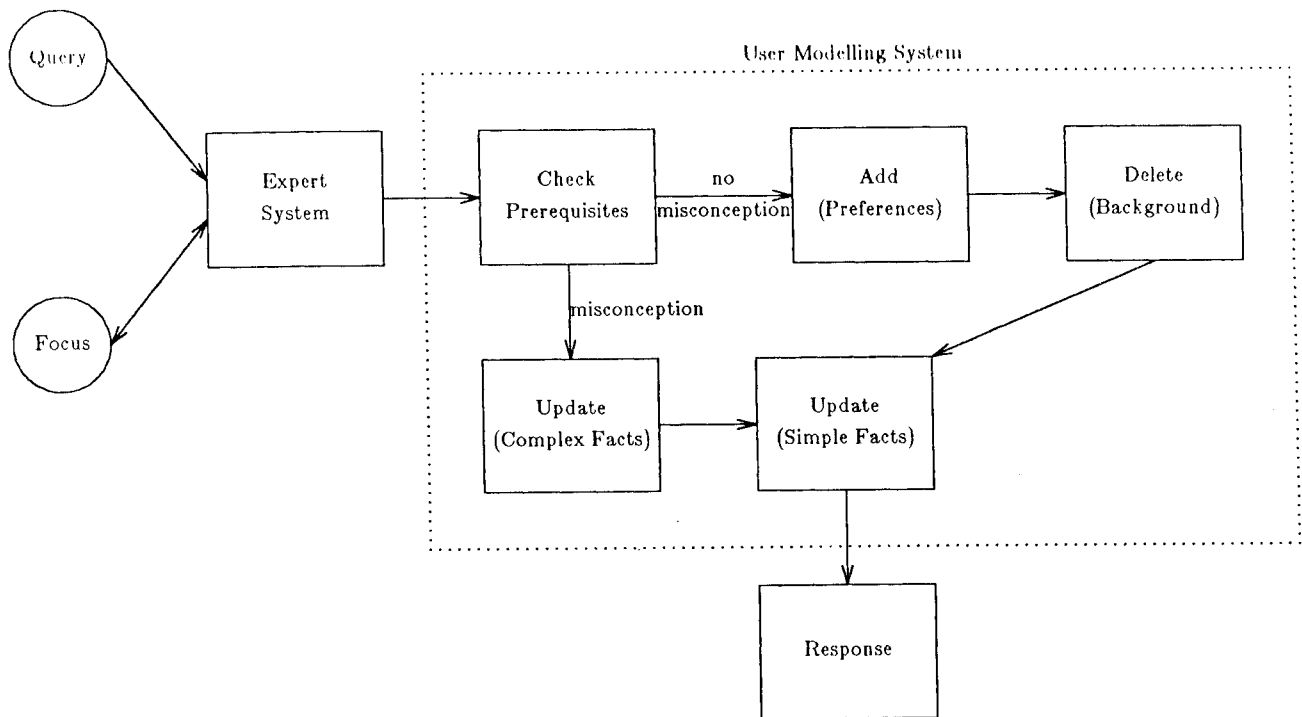 Query
User Modelling System
Expert
System
Check
Prerequisites
no
misconception
Add
(Preferences)
Delete
(Background)
misconception
Focus
Update
(Complex Facts)
Update
(Simple Facts)
Response